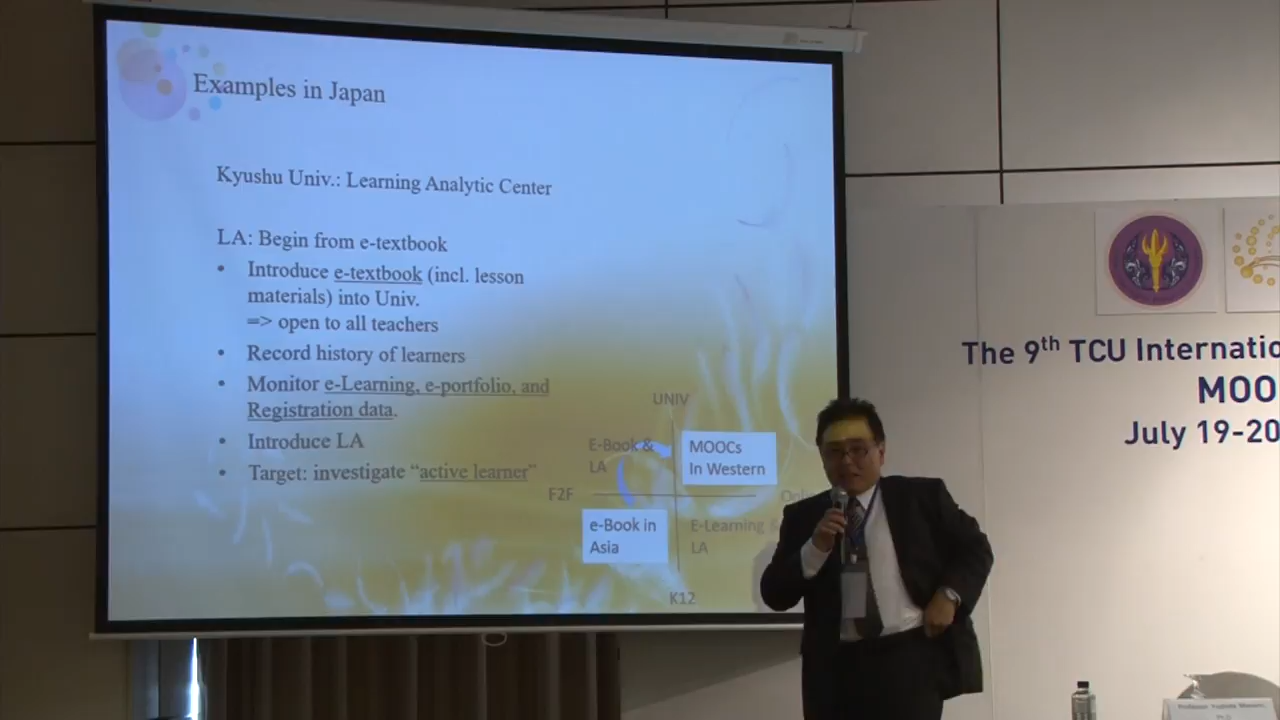 Examples in Japan
Kyushu Univ.: Learning Analytic Center
LA: Begin from e-textbook
• Introduce e-textbook (incl. lesson
materials) into Univ.
=> open to all teachers
• Record history of learners
• Monitor e-Learning, e-portfolio, and
Registration data.
• Introduce LA
• Target: investigate “active learner”
UNIV
E-Book &
LA
MOOCs
In Western
F2F
e-Book in
Asia
E-Learning
LA
K12
The 9th TCU Internatio
MOO
July 19-20